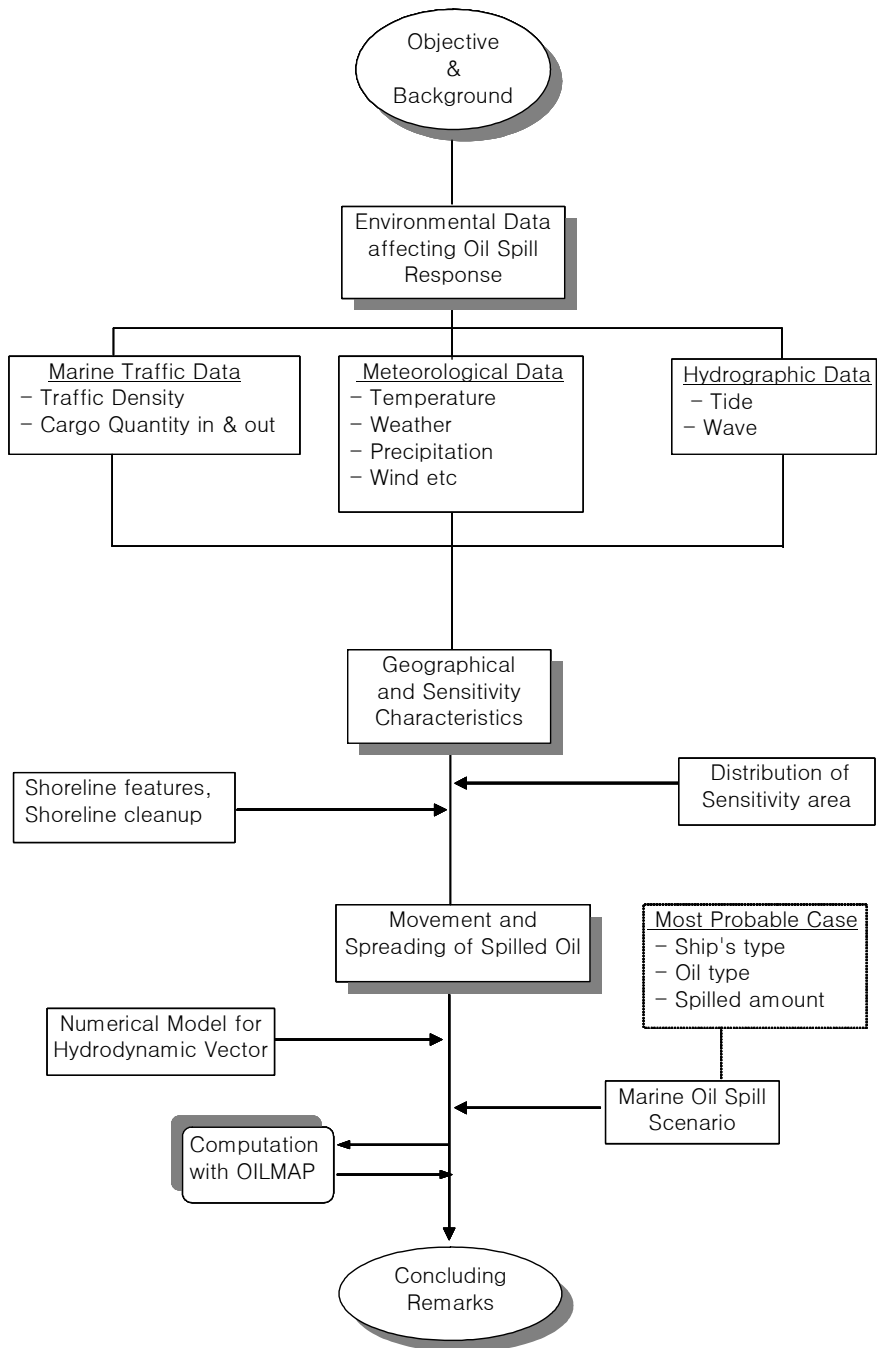 Objective
&
Background
Environmental Data
affecting Oil Spill
Response
Marine Traffic Data
− Traffic Density
− Cargo Quantity in & out
Meteorological Data
− Temperature
− Weather
− Precipitation
− Wind etc
Hydrographic Data
− Tide
− Wave
Geographical
and Sensitivity
Characteristics
Shoreline features,
Shoreline cleanup
Distribution of
Sensitivity area
Movement and
Spreading of Spilled Oil
Most Probable Case
− Ship's type
− Oil type
− Spilled amount
Numerical Model for
Hydrodynamic Vector
Marine Oil Spill
Scenario
Computation
with OILMAP
Concluding
Remarks